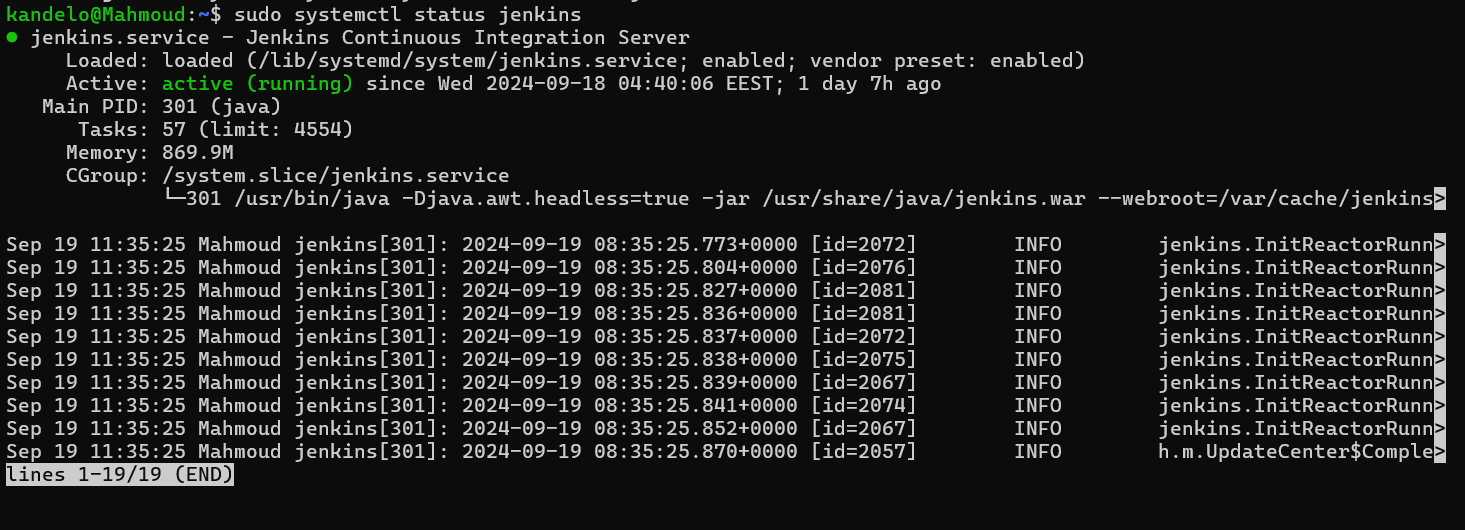 kandelo@Mahmoud:~$ sudo systemctl status jenkins
● jenkins.service - Jenkins Continuous Integration Server
     Loaded: loaded (/lib/systemd/system/jenkins.service; enabled; vendor preset: enabled)
     Active: active (running) since Wed 2024-09-18 04:40:06 EEST; 1 day 7h ago
   Main PID: 301 (java)
      Tasks: 57 (limit: 4554)
     Memory: 869.9M
     CGroup: /system.slice/jenkins.service
             └─301 /usr/bin/java -Djava.awt.headless=true -jar /usr/share/java/jenkins.war --webroot=/var/cache/jenkins>
Sep 19 11:35:25 Mahmoud jenkins[301]: 2024-09-19 08:35:25.773+0000 [id=2072]        INFO        jenkins.InitReactorRunn>
Sep 19 11:35:25 Mahmoud jenkins[301]: 2024-09-19 08:35:25.804+0000 [id=2076]        INFO        jenkins.InitReactorRunn>
Sep 19 11:35:25 Mahmoud jenkins[301]: 2024-09-19 08:35:25.827+0000 [id=2081]        INFO        jenkins.InitReactorRunn>
Sep 19 11:35:25 Mahmoud jenkins[301]: 2024-09-19 08:35:25.836+0000 [id=2081]        INFO        jenkins.InitReactorRunn>
Sep 19 11:35:25 Mahmoud jenkins[301]: 2024-09-19 08:35:25.837+0000 [id=2072]        INFO        jenkins.InitReactorRunn>
Sep 19 11:35:25 Mahmoud jenkins[301]: 2024-09-19 08:35:25.838+0000 [id=2075]        INFO        jenkins.InitReactorRunn>
Sep 19 11:35:25 Mahmoud jenkins[301]: 2024-09-19 08:35:25.839+0000 [id=2067]        INFO        jenkins.InitReactorRunn>
Sep 19 11:35:25 Mahmoud jenkins[301]: 2024-09-19 08:35:25.841+0000 [id=2074]        INFO        jenkins.InitReactorRunn>
Sep 19 11:35:25 Mahmoud jenkins[301]: 2024-09-19 08:35:25.852+0000 [id=2067]        INFO        jenkins.InitReactorRunn>
Sep 19 11:35:25 Mahmoud jenkins[301]: 2024-09-19 08:35:25.870+0000 [id=2057]        INFO        h.m.UpdateCenter$Comple>
lines 1-19/19 (END)